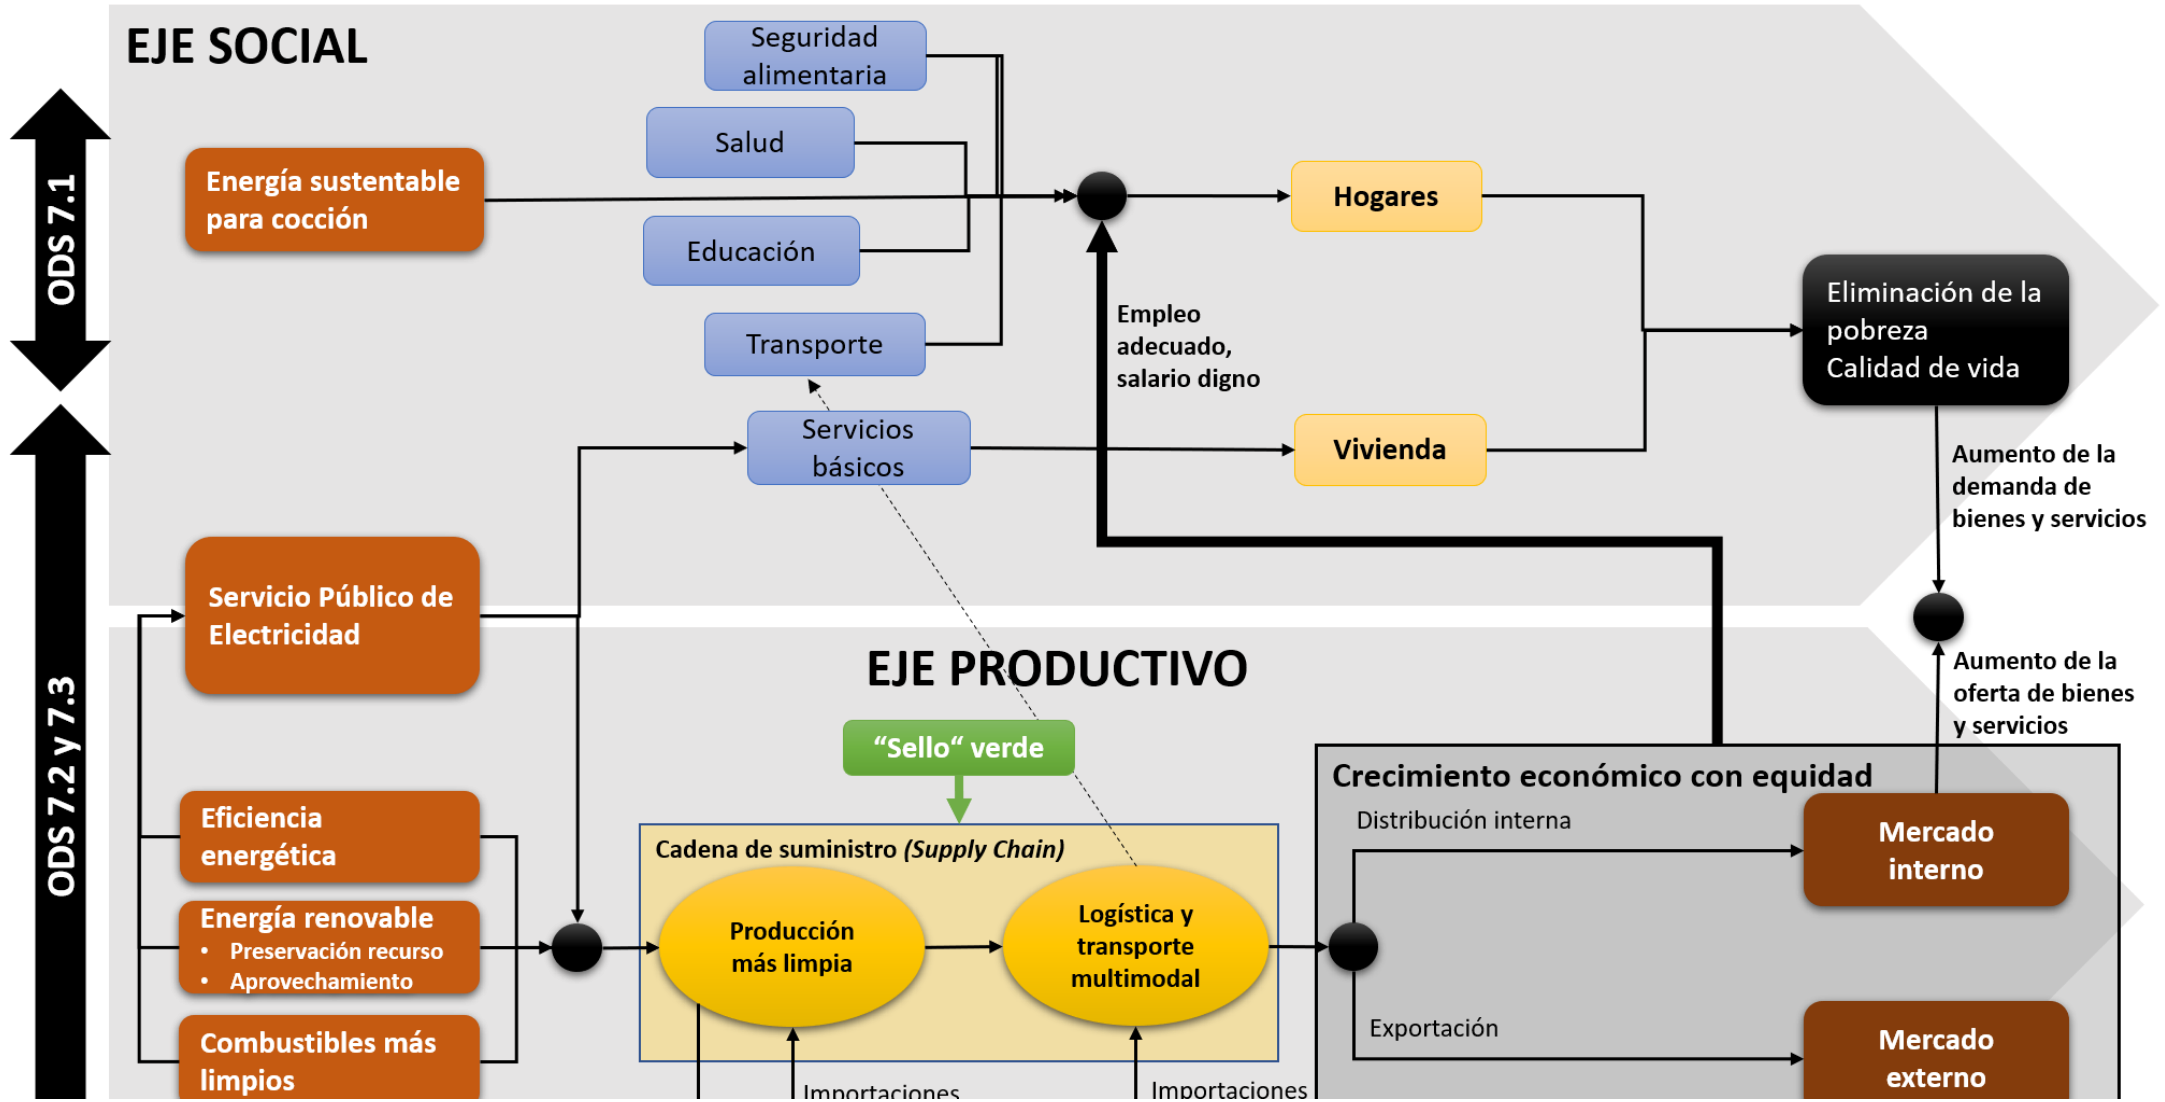 EJE SOCIAL
Seguridad
alimentaria
Salud
Energía sustentable
para cocción
ODS 7.1
Hogares
Educación
Eliminación de la
pobreza
Calidad de vida
Empleo
adecuado,
salario digno
Transporte
Servicios
básicos
Vivienda
Aumento de la
demanda de
bienes y servicios
Servicio Público de
Electricidad
EJE PRODUCTIVO
Aumento de la
oferta de bienes
y servicios
ODS 7.2 y 7.3
“Sello“ verde
Crecimiento económico con equidad
Eficiencia
energética
Distribución interna
Mercado
interno
Cadena de suministro (Supply Chain)
Energía renovable
• Preservación recurso
• Aprovechamiento
Producción
más limpia
Logística y
transporte
multimodal
Exportación
Combustibles más
limpios
Mercado
externo
Importaciones
Importaciones